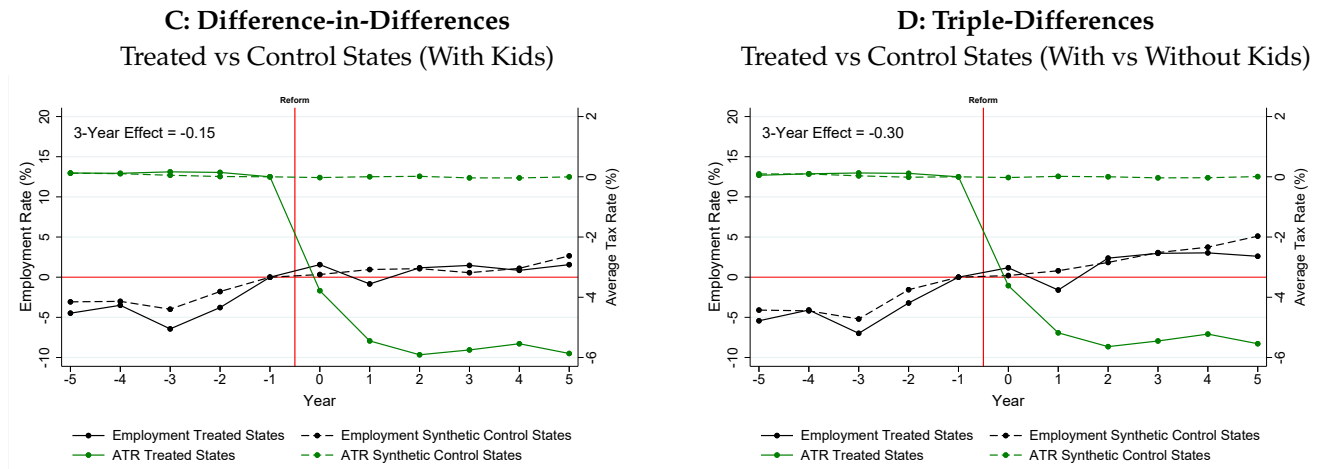 C: Difference-in-Differences
Treated vs Control States (With Kids)
Reform
3-Year Effect = -0.15
Employment Rate (%)
20
15
10
5
0
-5
-10
Average Tax Rate (%)
2
0
-2
-4
-6
-5 -4 -3 -2 -1 0 1 2 3 4 5
Year
Employment Treated States
Employment Synthetic Control States
ATR Treated States
ATR Synthetic Control States
D: Triple-Differences
Treated vs Control States (With vs Without Kids)
Reform
3-Year Effect = -0.30
Employment Rate (%)
20
15
10
5
0
-5
-10
Average Tax Rate (%)
2
0
-2
-4
-6
-5 -4 -3 -2 -1 0 1 2 3 4 5
Year
Employment Treated States
Employment Synthetic Control States
ATR Treated States
ATR Synthetic Control States